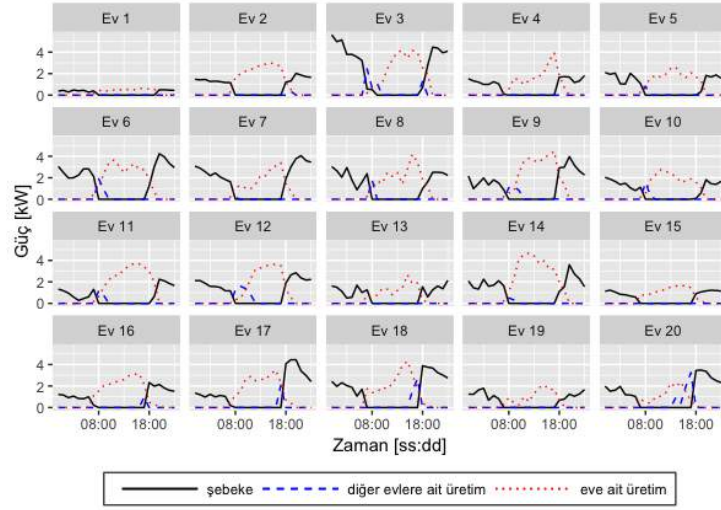 Ev 1 Ev 2 Ev 3 Ev 4 Ev 5
4
2
0
Ev 6 Ev 7 Ev 8 Ev 9 Ev 10
4
2
0
Ev 11 Ev 12 Ev 13 Ev 14 Ev 15
4
2
0
Ev 16 Ev 17 Ev 18 Ev 19 Ev 20
4
2
0
Güç [kW]
08:00 18:00 08:00 18:00 08:00 18:00 08:00 18:00 08:00 18:00
Zaman [ss:dd]
şebeke diğer evlere ait üretim eve ait üretim